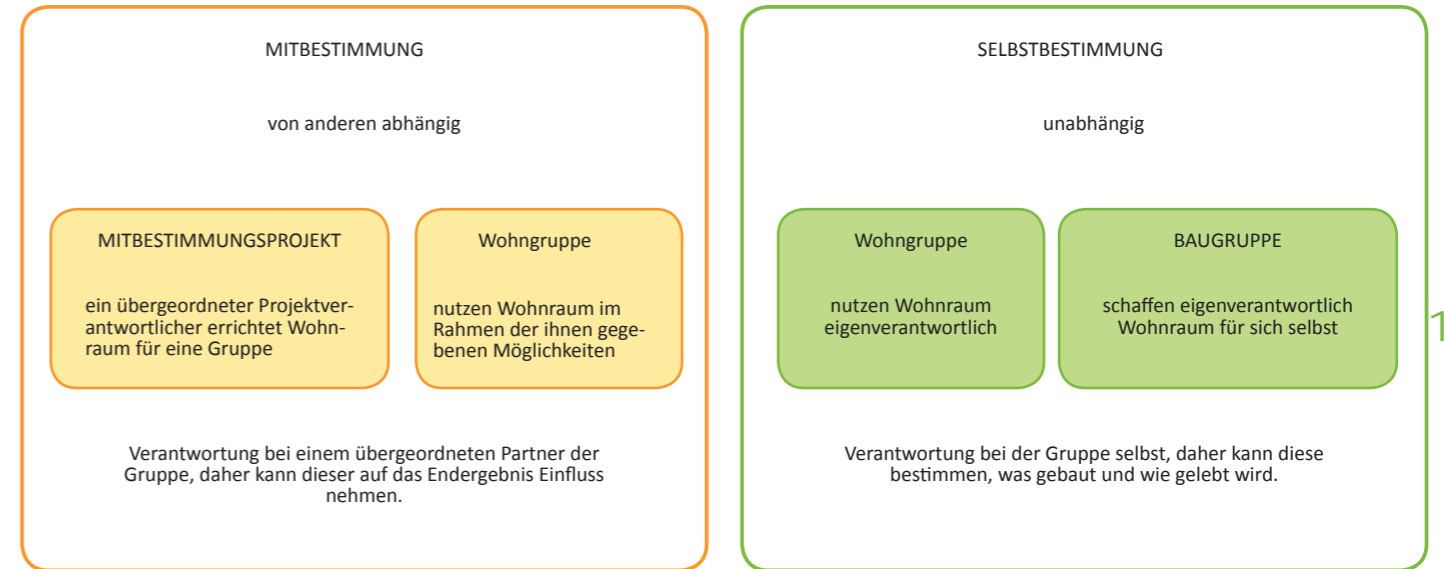 MITBESTIMMUNG
von anderen abhängig
MITBESTIMMUNGSPROJEKT
ein übergeordneter Projektver-
antwortlicher errichtet Wohn-
raum für eine Gruppe
Wohngruppe
nutzen Wohnraum im
Rahmen der ihnen gege-
benen Möglichkeiten
Verantwortung bei einem übergeordneten Partner der
Gruppe, daher kann dieser auf das Endergebnis Einfluss
nehmen.
SELBSTBESTIMMUNG
unabhängig
Wohngruppe
nutzen Wohnraum
eigenverantwortlich
BAUGRUPPE
schaffen eigenverantwortlich
Wohnraum für sich selbst
Verantwortung bei der Gruppe selbst, daher kann diese
bestimmen, was gebaut und wie gelebt wird.
1